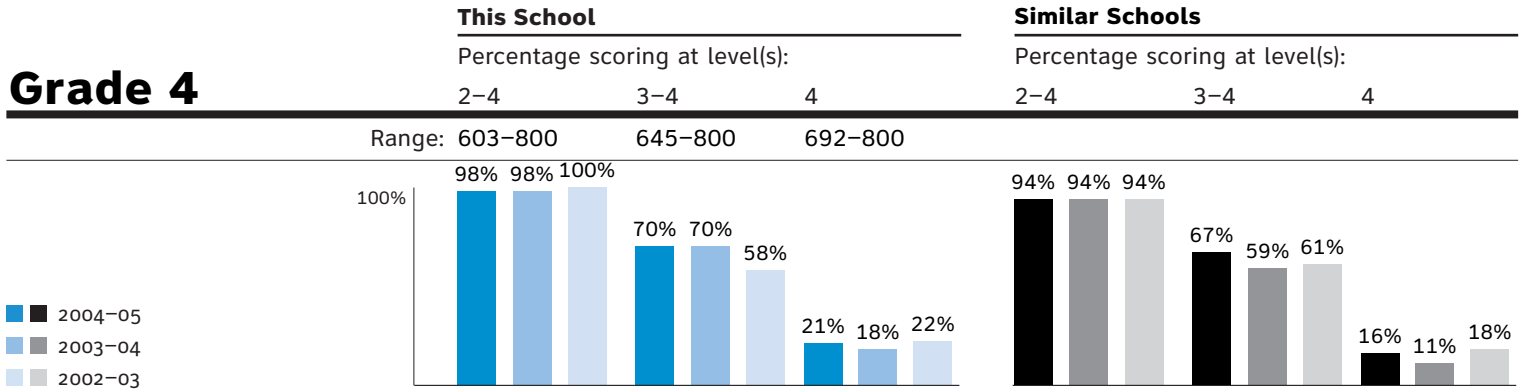 This School Similar Schools
Percentage scoring at level(s): Percentage scoring at level(s):
Grade 4
2–4 3–4 4 2–4 3–4 4
Range: 603–800 645–800 692–800
98% 98% 100% 94% 94% 94%
100%
70% 70% 67%
58% 59% 61%
21% 18% 22% 16% 11% 18%
2004–05
2003–04
2002–03